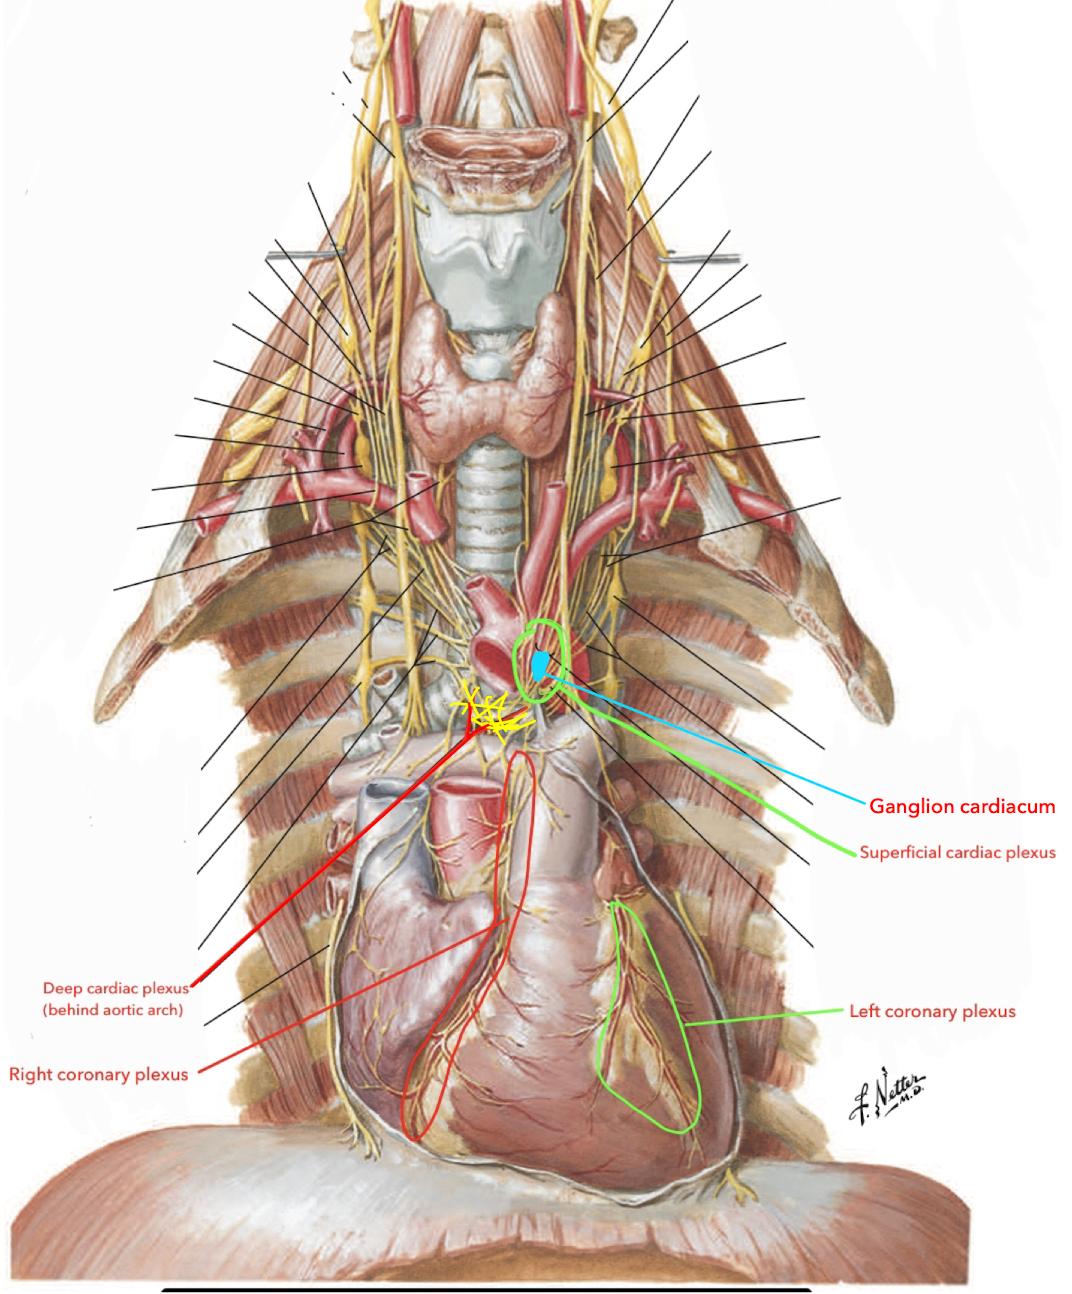 Ganglion cardiacum
Superficial cardiac plexus
Deep cardiac plexus
(behind aortic arch)
Left coronary plexus
Right coronary plexus
F. Netter
M.D.